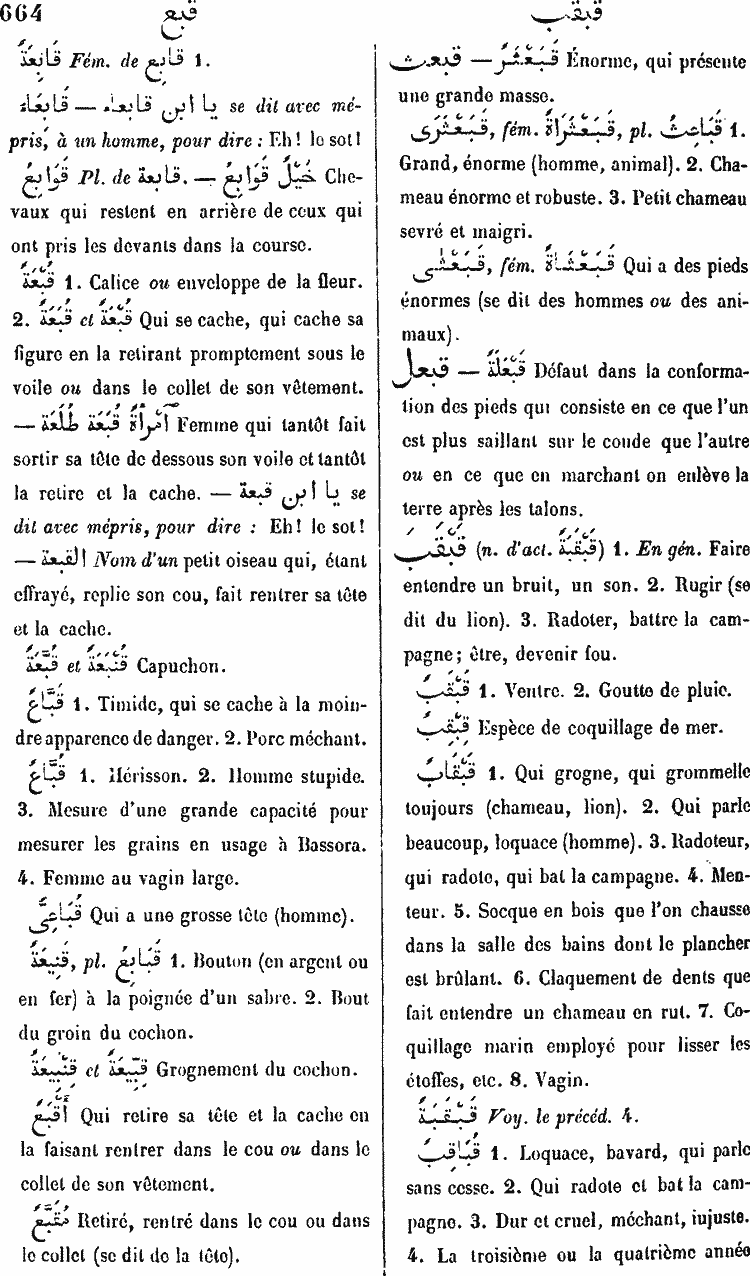 664 قبع قبقب
قَابِعَةٌ Fém. de قَابِع 1.
قَابِعَاءُ — يا ابن قابعاء se dit avec mé-
pris, à un homme, pour dire : Eh! le sot!
قَوَابِعُ Pl. de قابعة. — خَيْلٌ قَوَابِعُ Che-
vaux qui restent en arrière de ceux qui
ont pris les devants dans la course.
قُبَعَةٌ 1. Calice ou enveloppe de la fleur.
2. قُبَعَة et قُبَعَة Qui se cache, qui cache sa
figure en la retirant promptement sous le
voile ou dans le collet de son vêtement.
— آمْرَأَةٌ قُبَعَة طُلَعَة Femme qui tantôt fait
sortir sa tête de dessous son voile et tantôt
la retire et la cache. — يا ابن قبعة se
dit avec mépris, pour dire : Eh! le sot!
— القبعة Nom d'un petit oiseau qui, étant
effrayé, replie son cou, fait rentrer sa tête
et la cache.
قُبَّعَةٌ et قُنْبُعَةٌ Capuchon.
قَبَّاعٌ 1. Timide, qui se cache à la moin-
dre apparence de danger. 2. Porc méchant.
قُبَاعٌ 1. Hérisson. 2. Homme stupide.
3. Mesure d'une grande capacité pour
mesurer les grains en usage à Bassora.
4. Femme au vagin large.
قُبَاعِىٌّ Qui a une grosse tête (homme).
قَبِيعَةٌ, pl. قَبَائِعُ 1. Bouton (en argent ou
en fer) à la poignée d'un sabre. 2. Bout
du groin du cochon.
قِبِّيعَةٌ et قِنْبِيعَةٌ Grognement du cochon.
أَقْبَعُ Qui retire sa tête et la cache en
la faisant rentrer dans le cou ou dans le
collet de son vêtement.
مُقَبَّعٌ Retiré, rentré dans le cou ou dans
le collet (se dit de la tête).
قبعث — قَبَعْثَرٌ Énorme, qui présente
une grande masse.
قَبَعْثَرَى, fém. قَبَعْثَرَاةٌ, pl. قَبَاعِثُ 1.
Grand, énorme (homme, animal). 2. Cha-
meau énorme et robuste. 3. Petit chameau
sevré et maigri.
قَبَعْثَى, fém. قَبَعْثَاةٌ Qui a des pieds
énormes (se dit des hommes ou des ani-
maux).
قبعل — قَبْعَلَةٌ Défaut dans la conforma-
tion des pieds qui consiste en ce que l'un
est plus saillant sur le coude que l'autre
ou en ce que en marchant on enlève la
terre après les talons.
قَبْقَبَ (n. d'act. قَبْقَبَةٌ) 1. En gén. Faire
entendre un bruit, un son. 2. Rugir (se
dit du lion). 3. Radoter, battre la cam-
pagne; être, devenir fou.
قَبْقَبٌ 1. Ventre. 2. Goutte de pluie.
قِبْقِبٌ Espèce de coquillage de mer.
قَبْقَابٌ 1. Qui grogne, qui grommelle
toujours (chameau, lion). 2. Qui parle
beaucoup, loquace (homme). 3. Radoteur,
qui radote, qui bat la campagne. 4. Men-
teur. 5. Socque en bois que l'on chausse
dans la salle des bains dont le plancher
est brûlant. 6. Claquement de dents que
fait entendre un chameau en rut. 7. Co-
quillage marin employé pour lisser les
étoffes, etc. 8. Vagin.
قَبْقَبَةٌ Voy. le précéd. 4.
قُبَاقِبٌ 1. Loquace, bavard, qui parle
sans cesse. 2. Qui radote et bat la cam-
pagne. 3. Dur et cruel, méchant, injuste.
4. La troisième ou la quatrième année